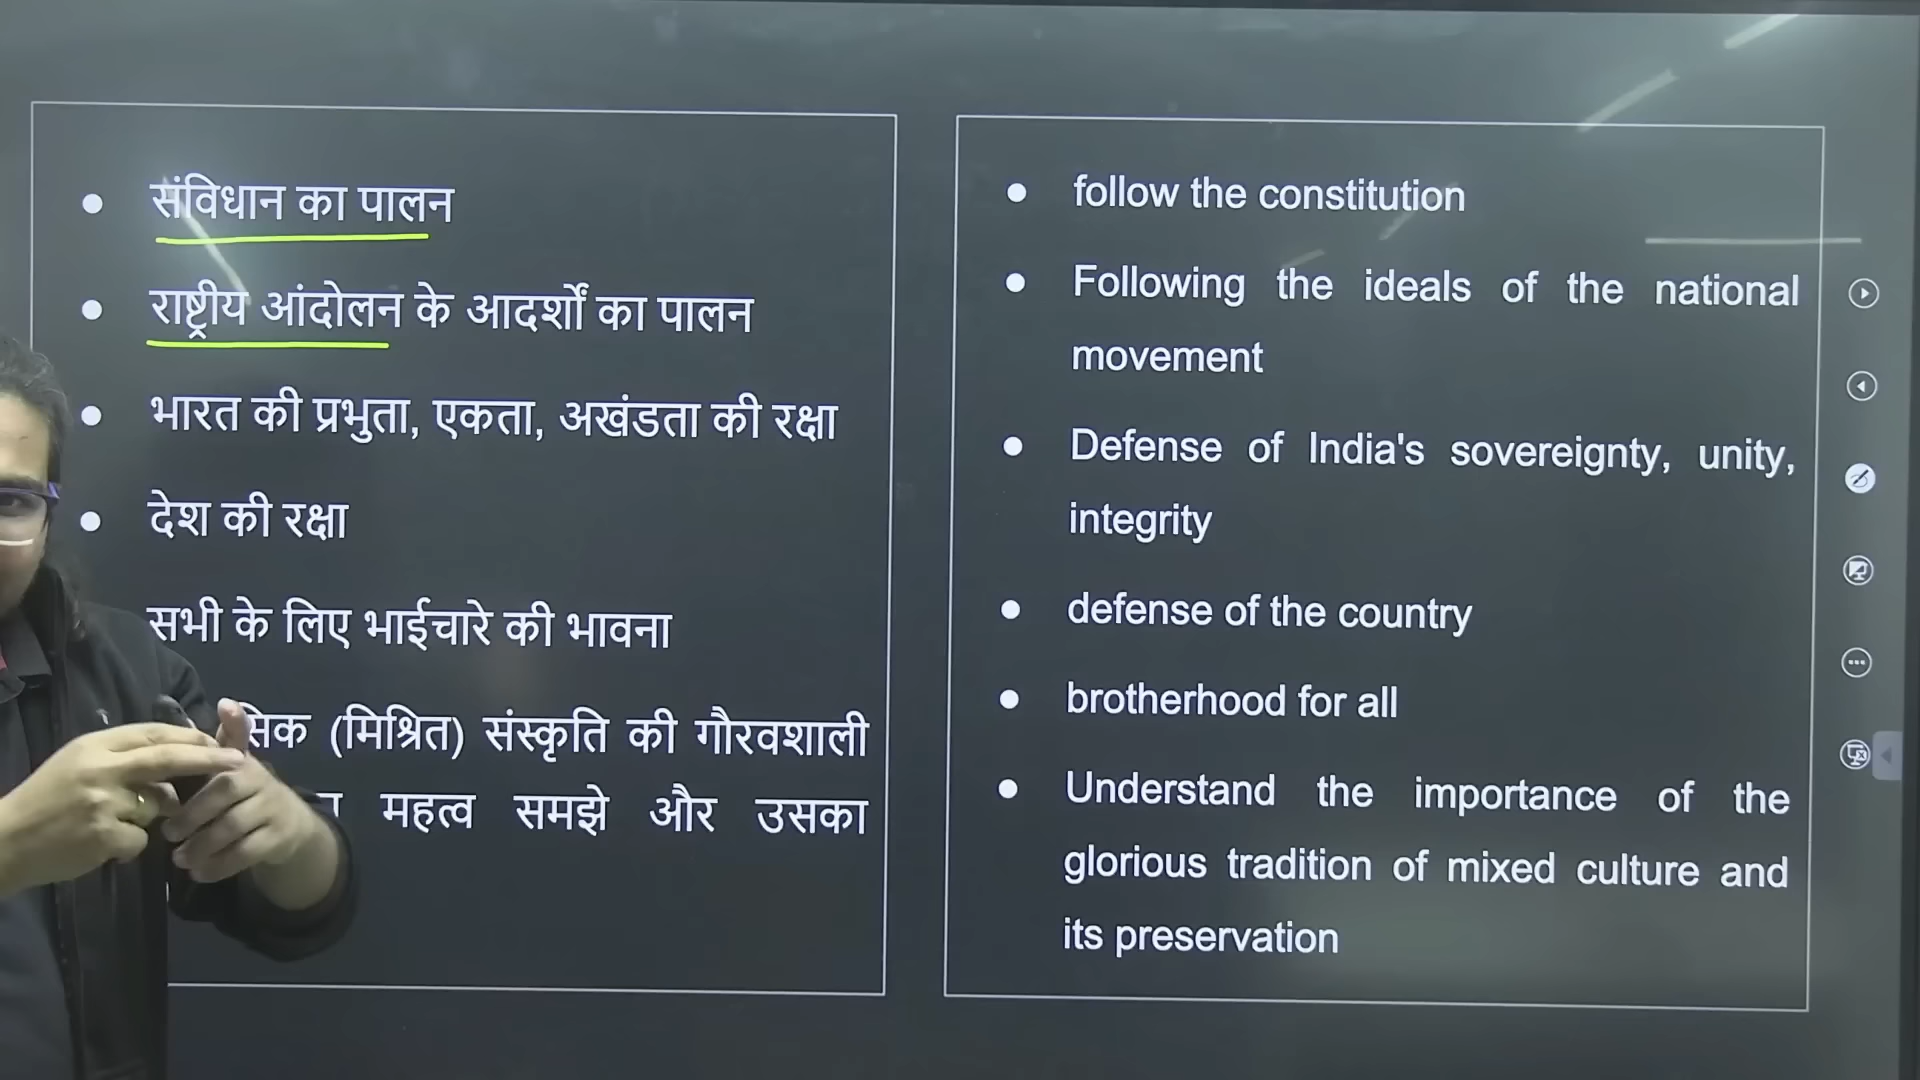 संविधान का पालन
राष्ट्रीय आंदोलन के आदर्शों का पालन
भारत की प्रभुता, एकता, अखंडता की रक्षा
देश की रक्षा
सभी के लिए भाईचारे की भावना
(मिश्रित) संस्कृति की गौरवशाली
महत्व समझे और उसका
follow the constitution
Following the ideals of the national
movement
Defense of India's sovereignty, unity,
integrity
defense of the country
brotherhood for all
Understand the importance of the
glorious tradition of mixed culture and
its preservation